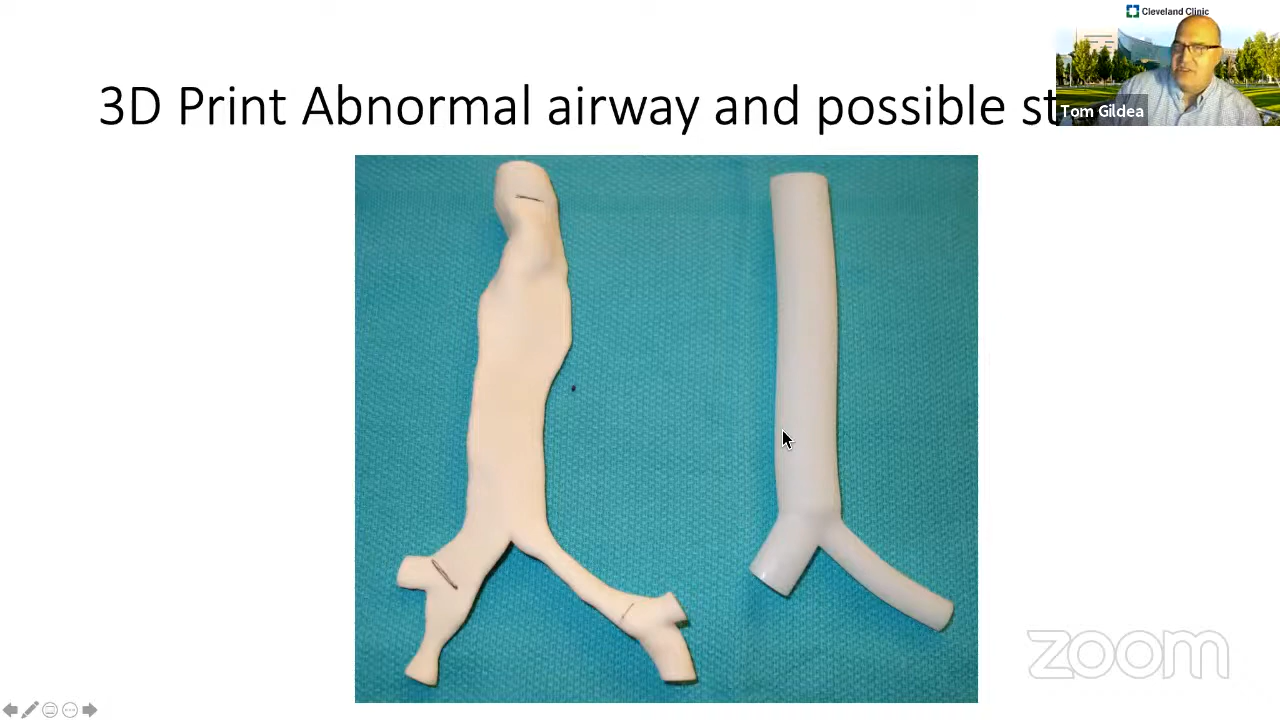 Cleveland Clinic
3D Print Abnormal airway and possible st
Tom Gildea
zoom